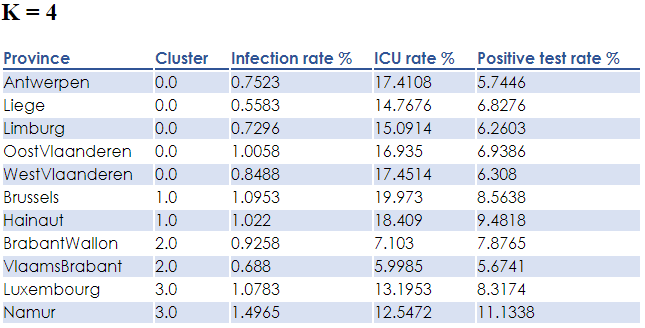 K = 4
Province Cluster Infection rate % ICU rate % Positive test rate %
Antwerpen 0.0 0.7523 17.4108 5.7446
Liege 0.0 0.5583 14.7676 6.8276
Limburg 0.0 0.7296 15.0914 6.2603
OostVlaanderen 0.0 1.0058 16.935 6.9386
WestVlaanderen 0.0 0.8488 17.4514 6.308
Brussels 1.0 1.0953 19.973 8.5638
Hainaut 1.0 1.022 18.409 9.4818
BrabantWallon 2.0 0.9258 7.103 7.8765
VlaamsBrabant 2.0 0.688 5.9985 5.6741
Luxembourg 3.0 1.0783 13.1953 8.3174
Namur 3.0 1.4965 12.5472 11.1338